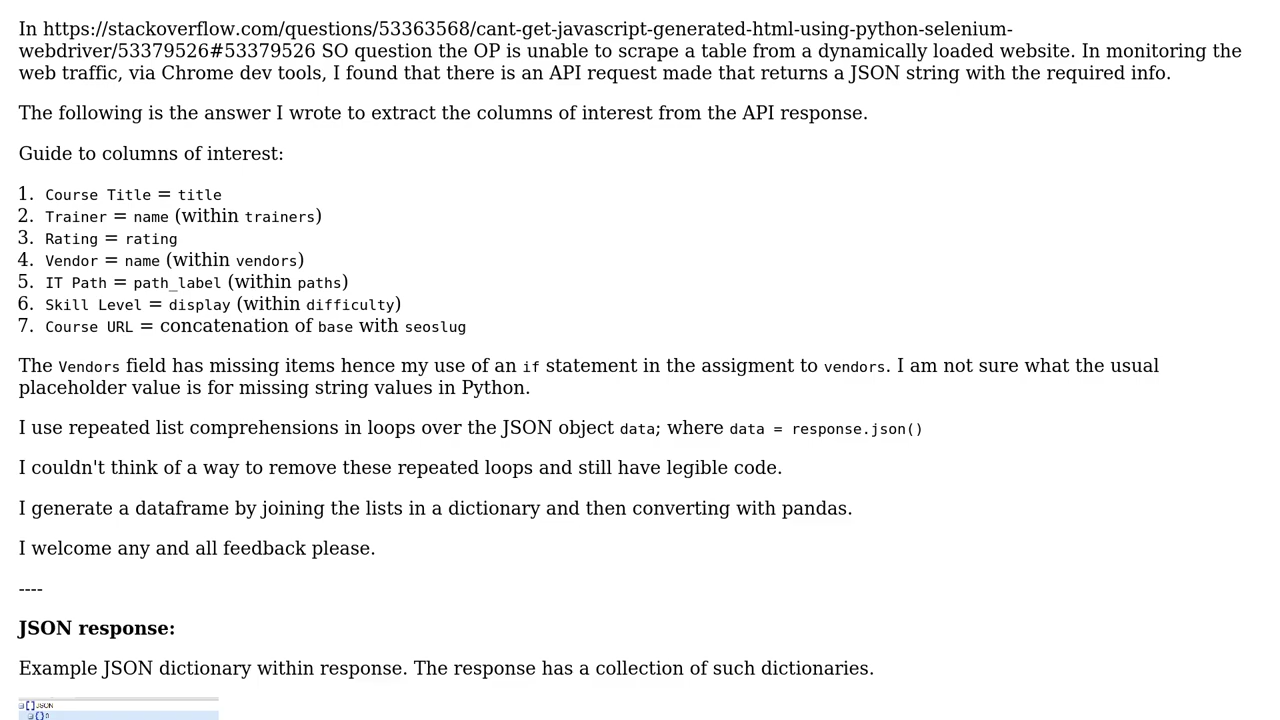 In https://stackoverflow.com/questions/53363568/cant-get-javascript-generated-html-using-python-selenium-
webdriver/53379526#53379526 SO question the OP is unable to scrape a table from a dynamically loaded website. In monitoring the
web traffic, via Chrome dev tools, I found that there is an API request made that returns a JSON string with the required info.
The following is the answer I wrote to extract the columns of interest from the API response.
Guide to columns of interest:
1. Course Title = title
2. Trainer = name (within trainers)
3. Rating = rating
4. Vendor = name (within vendors)
5. IT Path = path_label (within paths)
6. Skill Level = display (within difficulty)
7. Course URL = concatenation of base with seoslug
The Vendors field has missing items hence my use of an if statement in the assigment to vendors. I am not sure what the usual
placeholder value is for missing string values in Python.
I use repeated list comprehensions in loops over the JSON object data; where data = response.json()
I couldn't think of a way to remove these repeated loops and still have legible code.
I generate a dataframe by joining the lists in a dictionary and then converting with pandas.
I welcome any and all feedback please.
----
JSON response:
Example JSON dictionary within response. The response has a collection of such dictionaries.
[]JSON
{}0